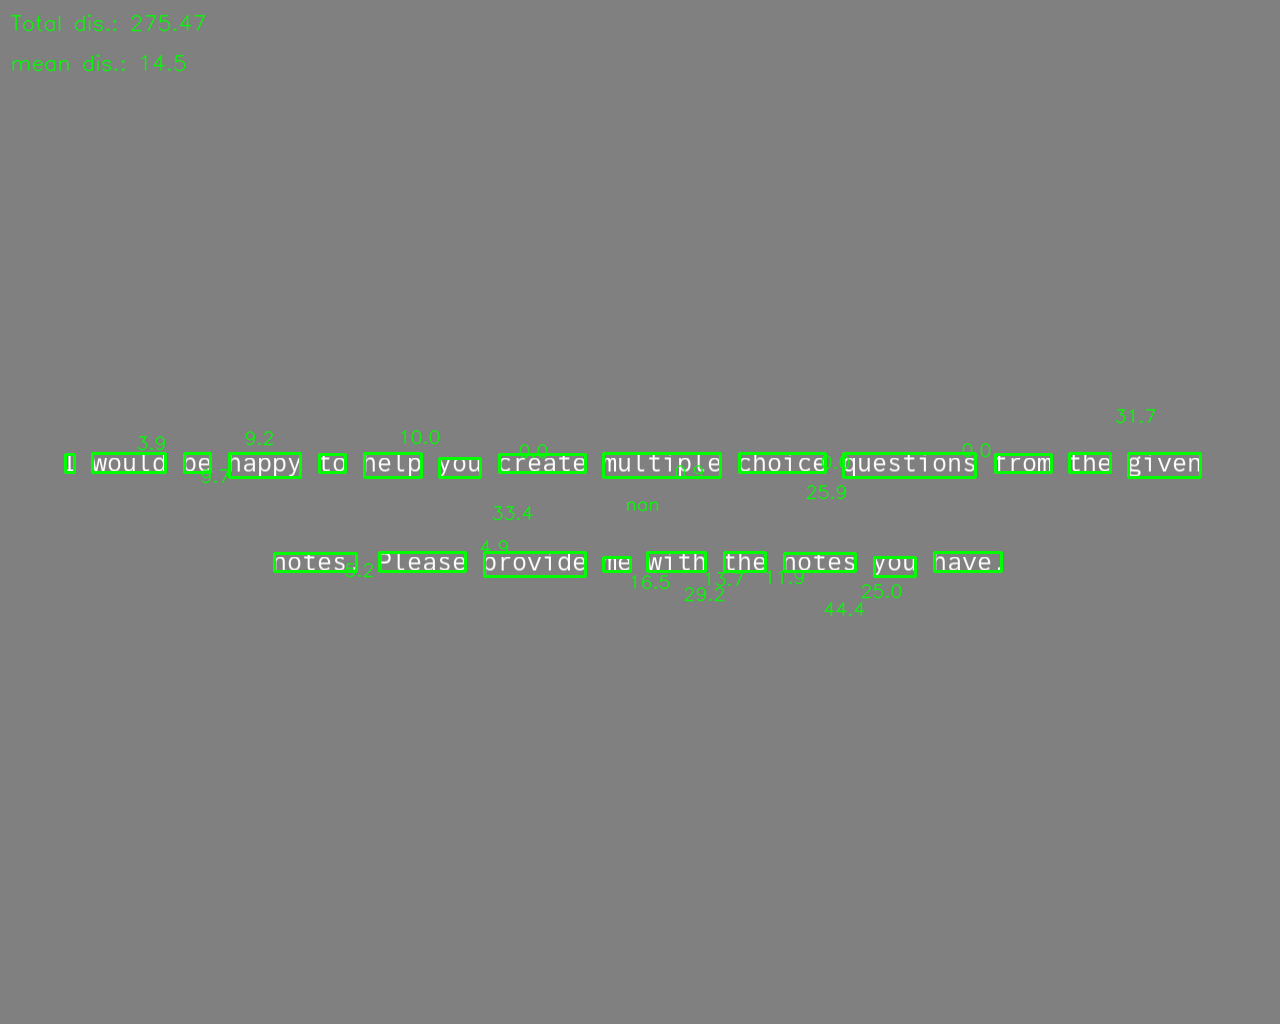 Total dis.: 275.47
mean dis.: 14.5
31.7
3.9 9.2 10.0 0.0 0.0
I would be happy to help you create multiple choice questions from the given
9.7
25.9
33.4 nan
4.9
notes. Please provide me with the notes you have.
16.5 13.7 11.9
29.2 25.0
44.4